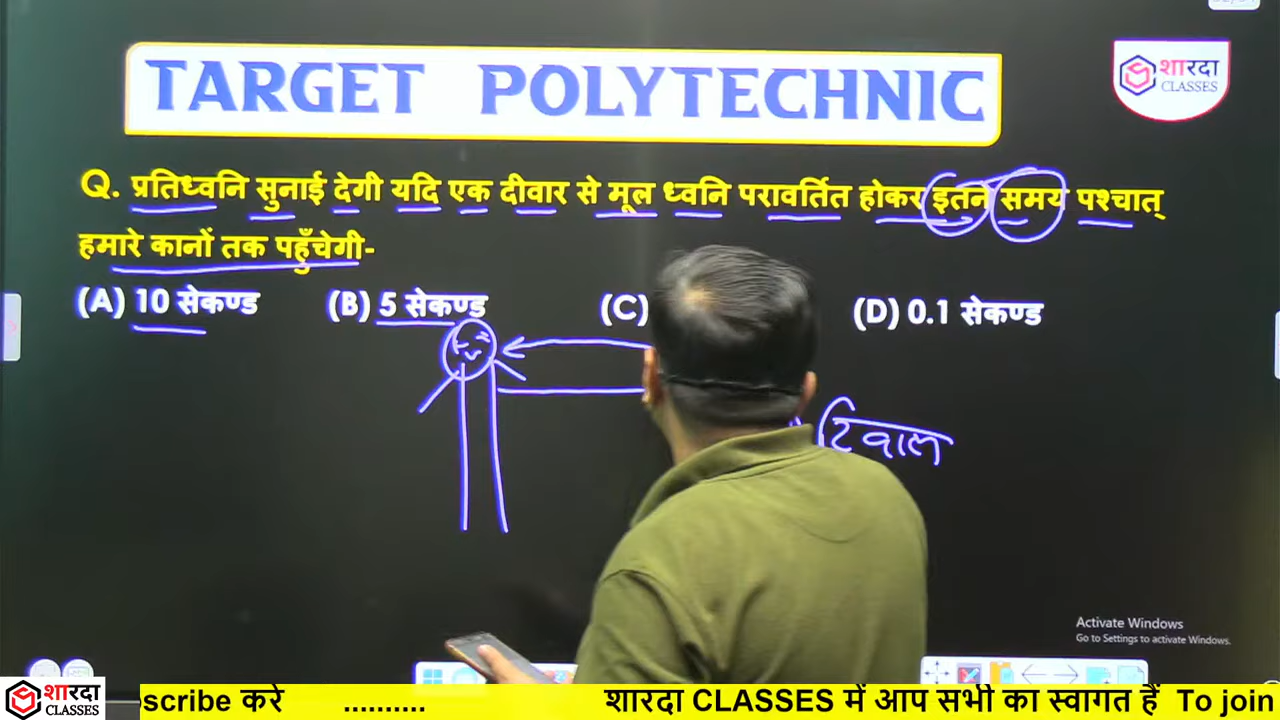 TARGET POLYTECHNIC
शारदा
CLASSES
Q. प्रतिध्वनि सुनाई देगी यदि एक दीवार से मूल ध्वनि परावर्तित होकर इतने समय पश्चात्
हमारे कानों तक पहुँचेगी-
(A) 10 सेकण्ड (B) 5 सेकण्ड (C) (D) 0.1 सेकण्ड
दिवाल
Activate Windows
Go to Settings to activate Windows.
शारदा
CLASSES
scribe करें .......... शारदा CLASSES में आप सभी का स्वागत हैं To join